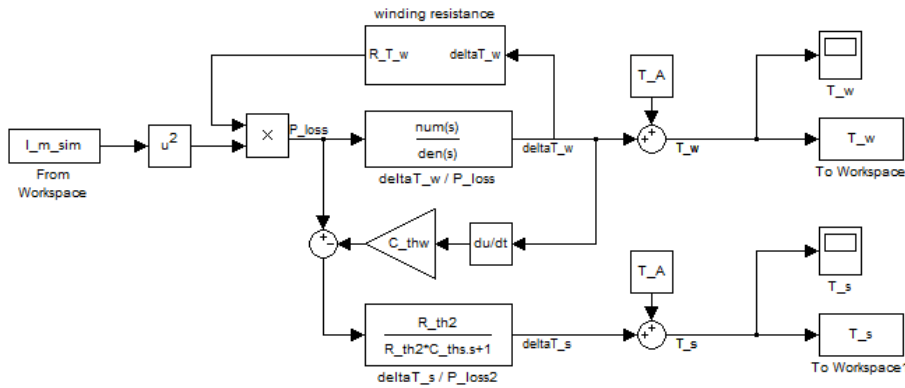 winding resistance
R_T_w deltaT_w
T_A
T_w
I_m_sim
From
Workspace
u²
×
P_loss
num(s)
den(s)
deltaT_w
deltaT_w / P_loss
T_w
T_w
To Workspace
C_thw
du/dt
T_A
T_s
R_th2
R_th2*C_ths.s+1
deltaT_s
deltaT_s / P_loss2
T_s
T_s
To Workspace'